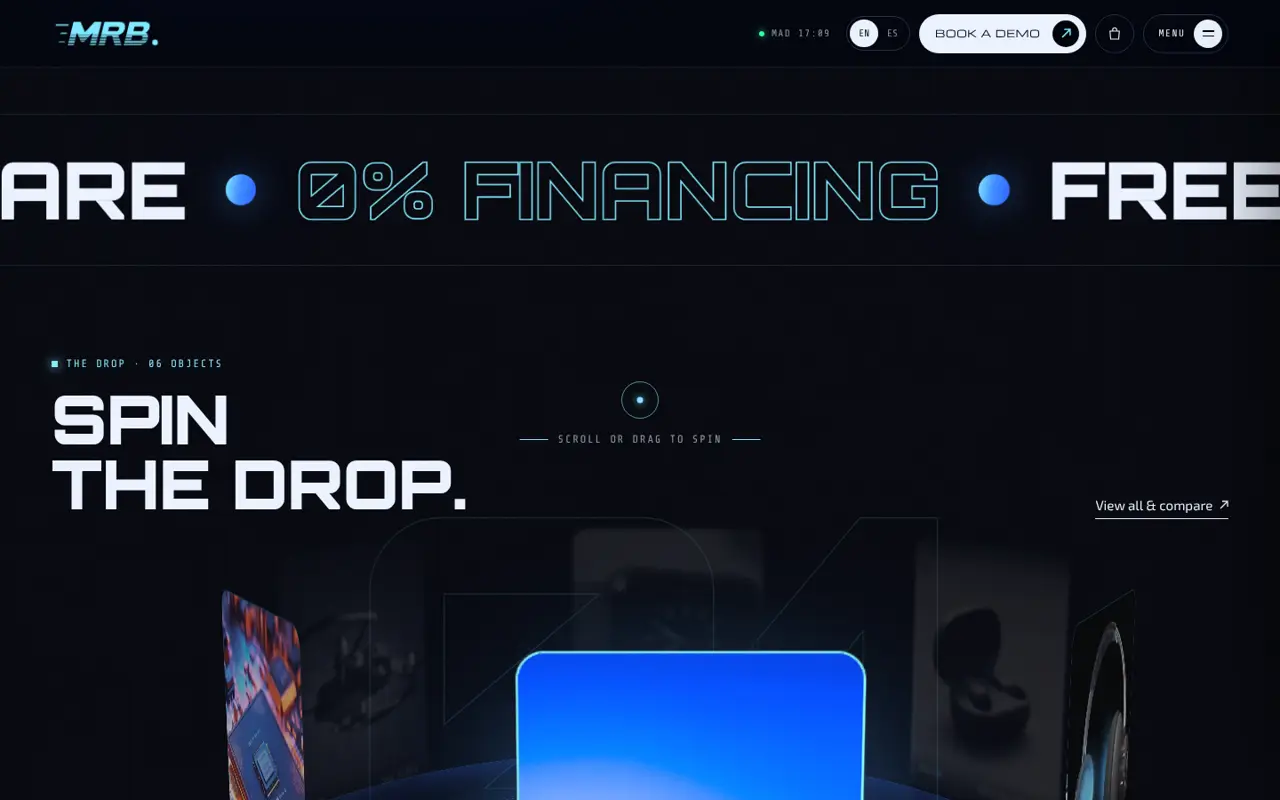 MRB.
MAD 17:09
EN
ES
BOOK A DEMO
MENU
ARE
0% FINANCING
FREE
THE DROP · 06 OBJECTS
SPIN
THE DROP.
SCROLL OR DRAG TO SPIN
View all & compare